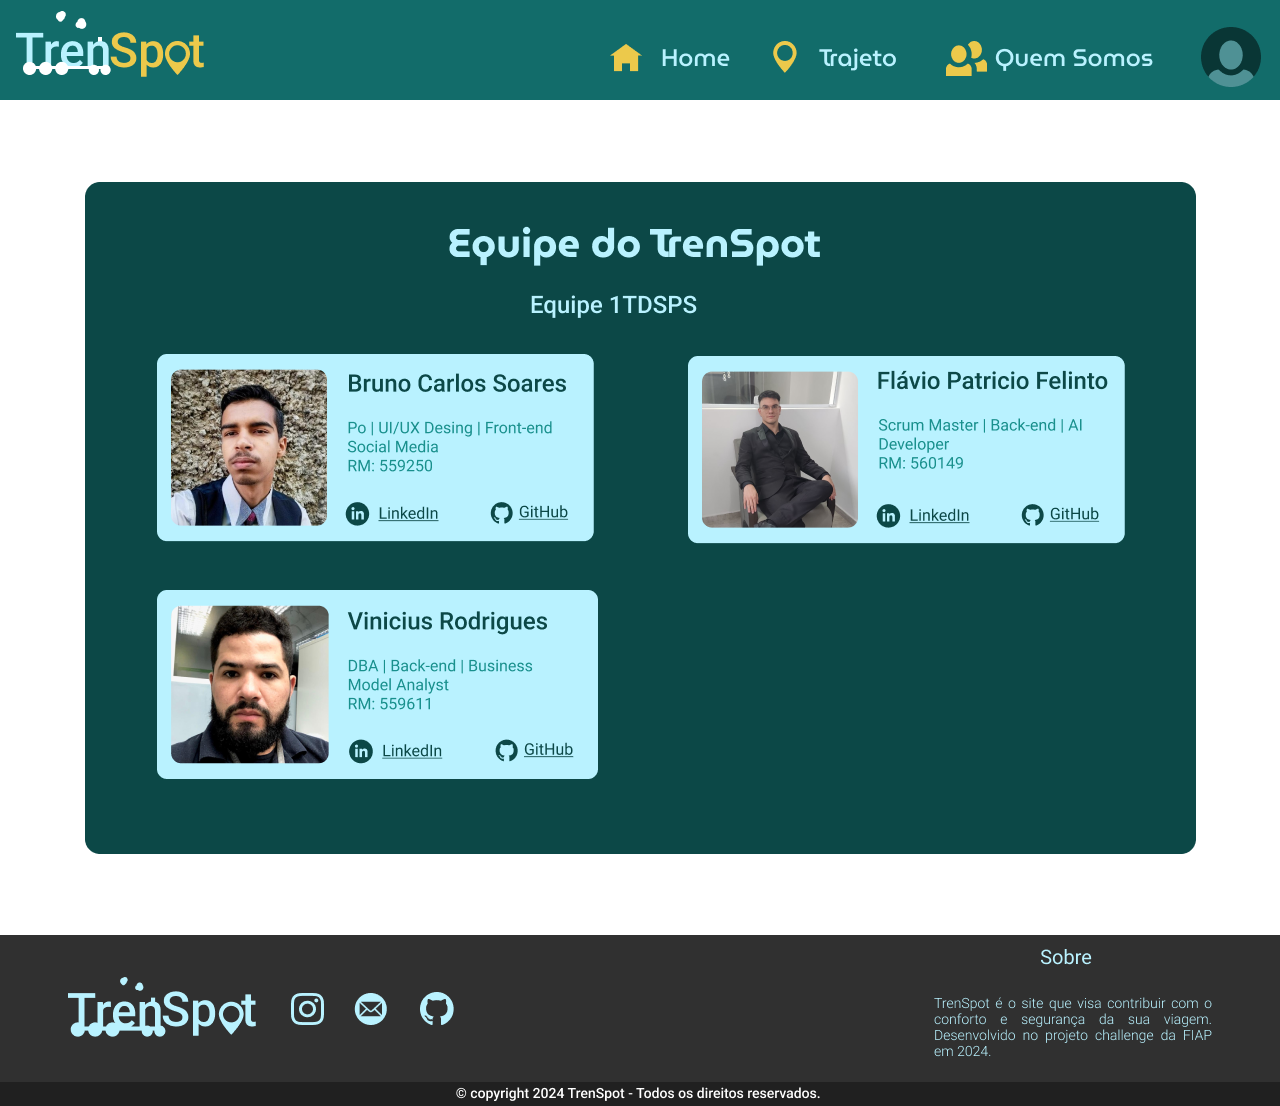 TrenSpot
Home
Trajeto
Quem Somos
Equipe do TrenSpot
Equipe 1TDSPS
Bruno Carlos Soares
Po | UI/UX Desing | Front-end
Social Media
RM: 559250
LinkedIn
GitHub
Flávio Patricio Felinto
Scrum Master | Back-end | AI
Developer
RM: 560149
LinkedIn
GitHub
Vinicius Rodrigues
DBA | Back-end | Business
Model Analyst
RM: 559611
LinkedIn
GitHub
TrenSpot
Sobre
TrenSpot é o site que visa contribuir com o
conforto e segurança da sua viagem.
Desenvolvido no projeto challenge da FIAP
em 2024.
© copyright 2024 TrenSpot - Todos os direitos reservados.